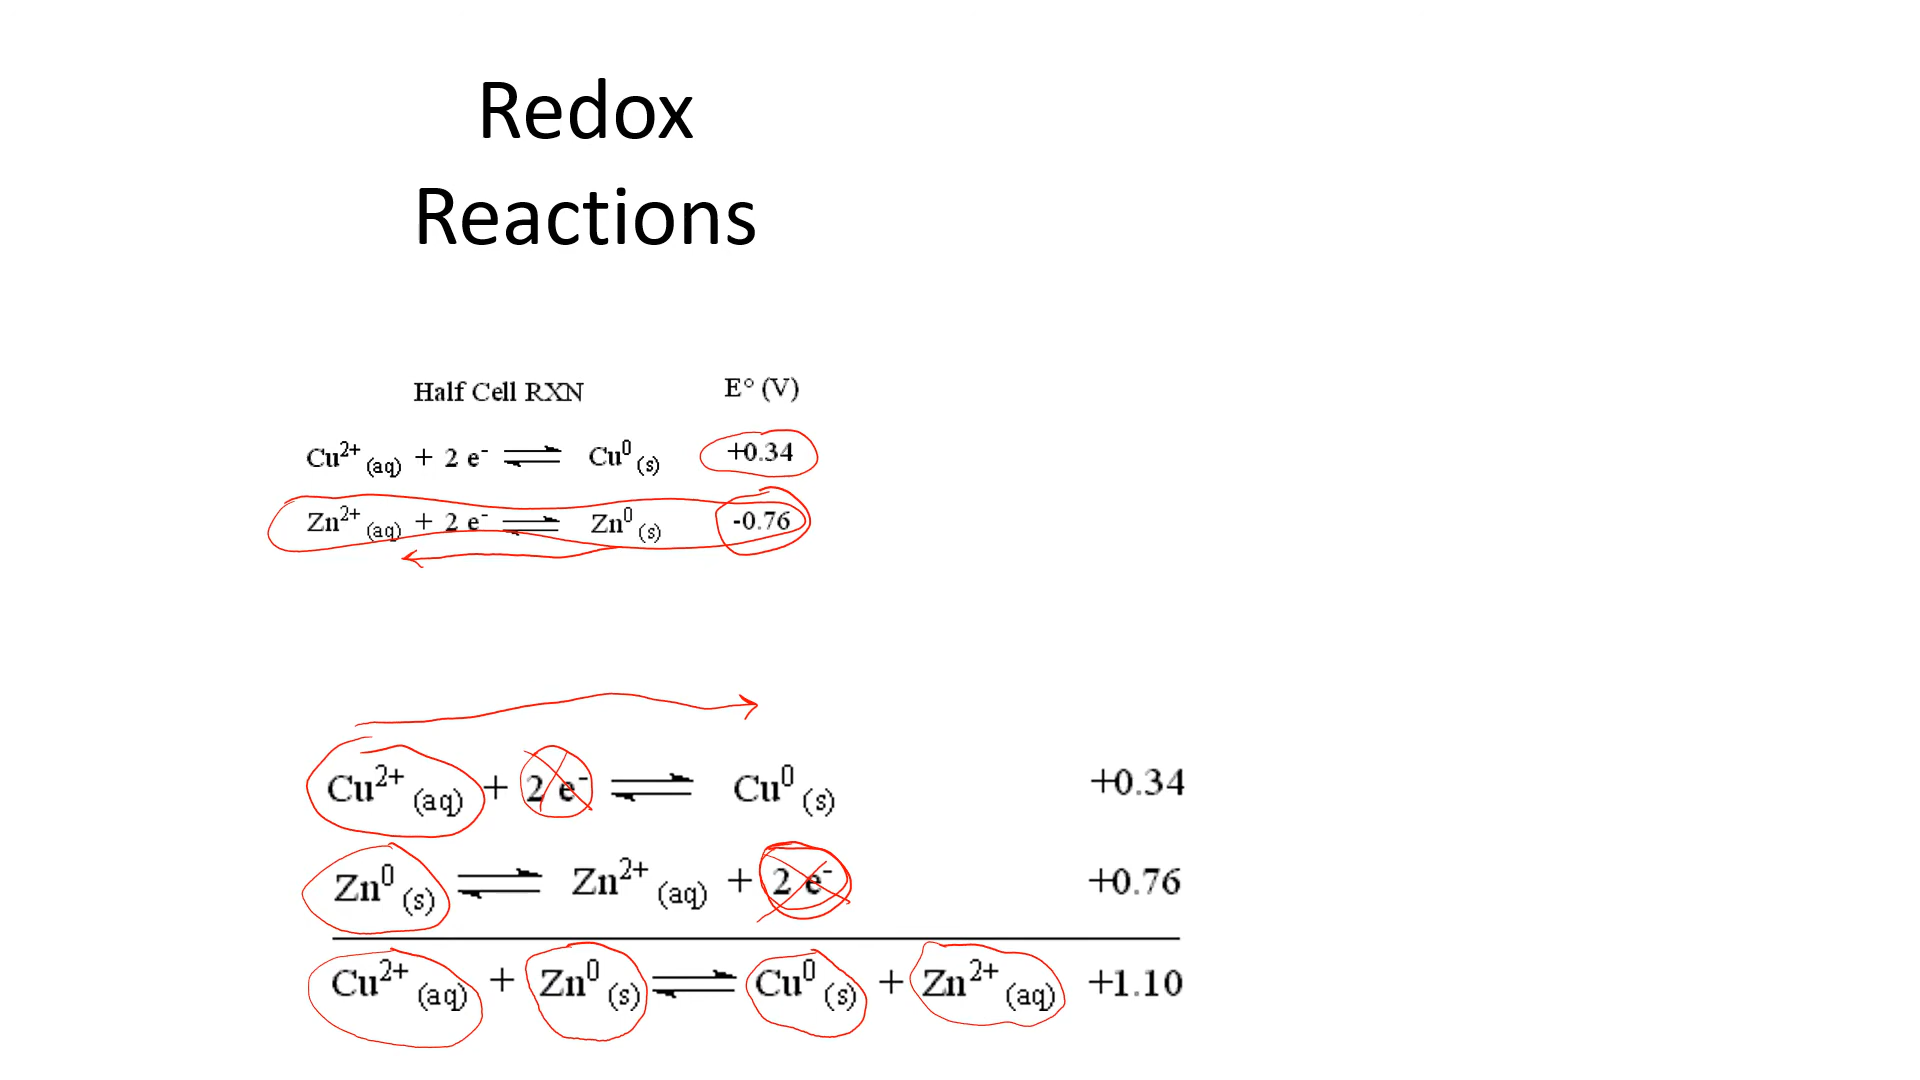 Redox
Reactions
Half Cell RXN E° (V)
Cu²⁺ (aq) + 2 e⁻ ⇌ Cu⁰ (s) +0.34
Zn²⁺ (aq) + 2 e⁻ ⇌ Zn⁰ (s) -0.76
Cu²⁺ (aq) + 2 e⁻ ⇌ Cu⁰ (s) +0.34
Zn⁰ (s) ⇌ Zn²⁺ (aq) + 2 e⁻ +0.76
Cu²⁺ (aq) + Zn⁰ (s) ⇌ Cu⁰ (s) + Zn²⁺ (aq) +1.10